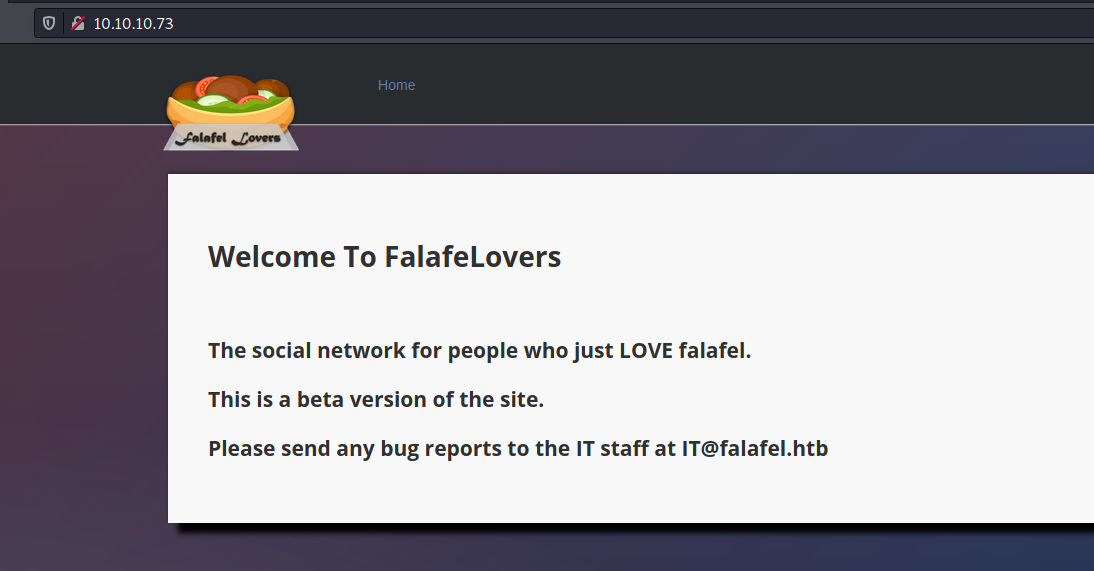 10.10.10.73
Home
Falafel Lovers
Welcome To FalafeLovers
The social network for people who just LOVE falafel.
This is a beta version of the site.
Please send any bug reports to the IT staff at IT@falafel.htb